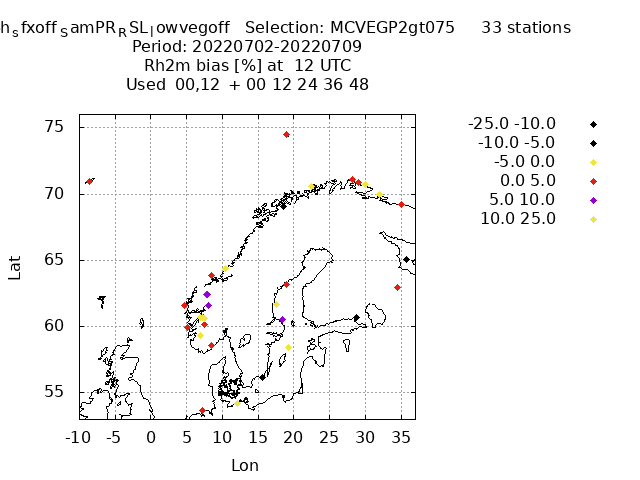 h_s fxoff_S amPR_R SL_l owvegoff Selection: MCVEGP2gt075 33 stations
Period: 20220702-20220709
Rh2m bias [%] at 12 UTC
Used 00,12 + 00 12 24 36 48
-25.0 -10.0
-10.0 -5.0
-5.0 0.0
0.0 5.0
5.0 10.0
10.0 25.0
75
70
65
60
55
Lat
-10 -5 0 5 10 15 20 25 30 35
Lon